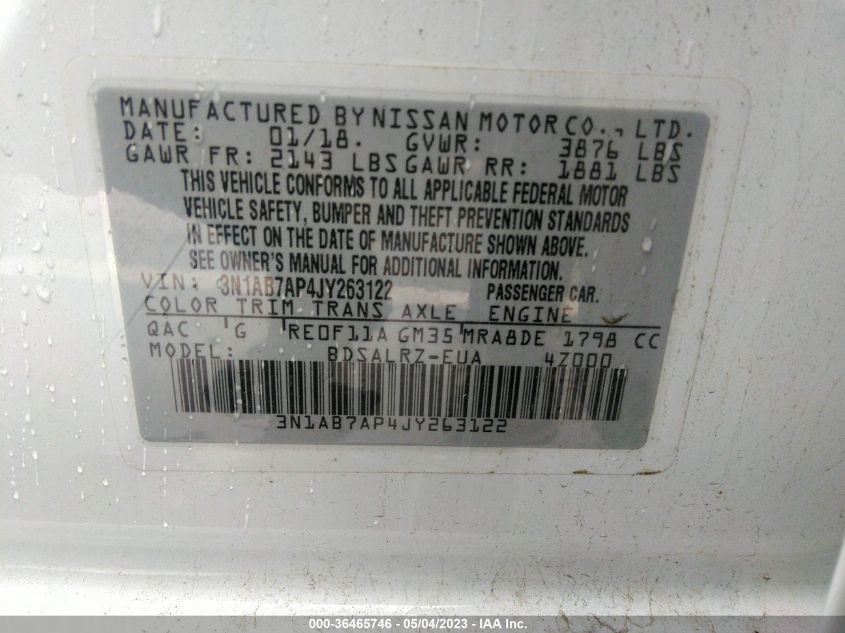 MANUFACTURED BY NISSAN MOTOR CO., LTD.
DATE: 01/18. GVWR: 3876 LBS
GAWR FR: 2143 LBS GAWR RR: 1881 LBS
THIS VEHICLE CONFORMS TO ALL APPLICABLE FEDERAL MOTOR
VEHICLE SAFETY, BUMPER AND THEFT PREVENTION STANDARDS
IN EFFECT ON THE DATE OF MANUFACTURE SHOWN ABOVE.
SEE OWNER'S MANUAL FOR ADDITIONAL INFORMATION.
VIN: 3N1AB7AP4JY263122 PASSENGER CAR.
COLOR TRIM TRANS AXLE ENGINE
QAC G RE0F11A GM35 MRA8DE 1798 CC
MODEL: BDSALRZ-EUA 4Z000
3N1AB7AP4JY263122
000-36465746 - 05/04/2023 - IAA Inc.